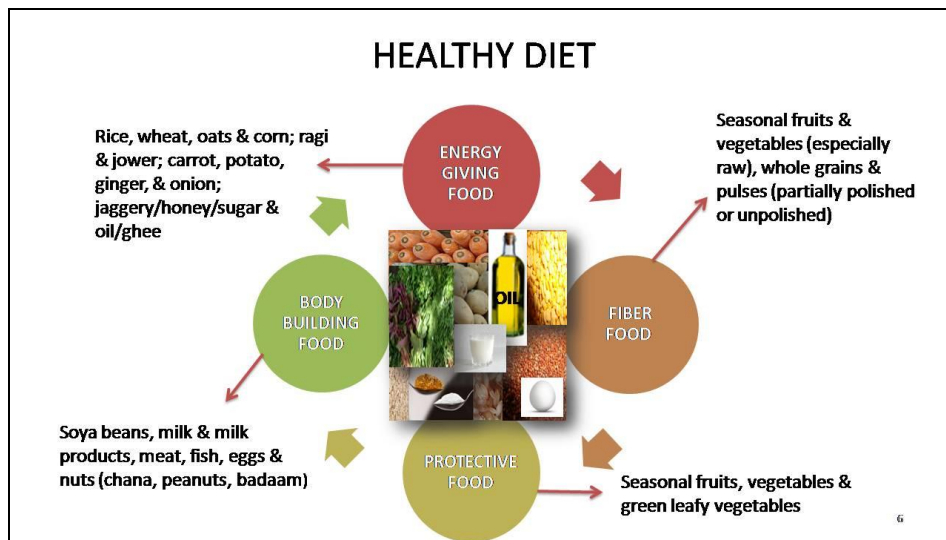 HEALTHY DIET
Rice, wheat, oats & corn; ragi
& jower; carrot, potato,
ginger, & onion;
jaggery/honey/sugar &
oil/ghee
ENERGY
GIVING
FOOD
Seasonal fruits &
vegetables (especially
raw), whole grains &
pulses (partially polished
or unpolished)
BODY
BUILDING
FOOD
OIL
FIBER
FOOD
Soya beans, milk & milk
products, meat, fish, eggs &
nuts (chana, peanuts, badaam)
PROTECTIVE
FOOD
Seasonal fruits, vegetables &
green leafy vegetables
6